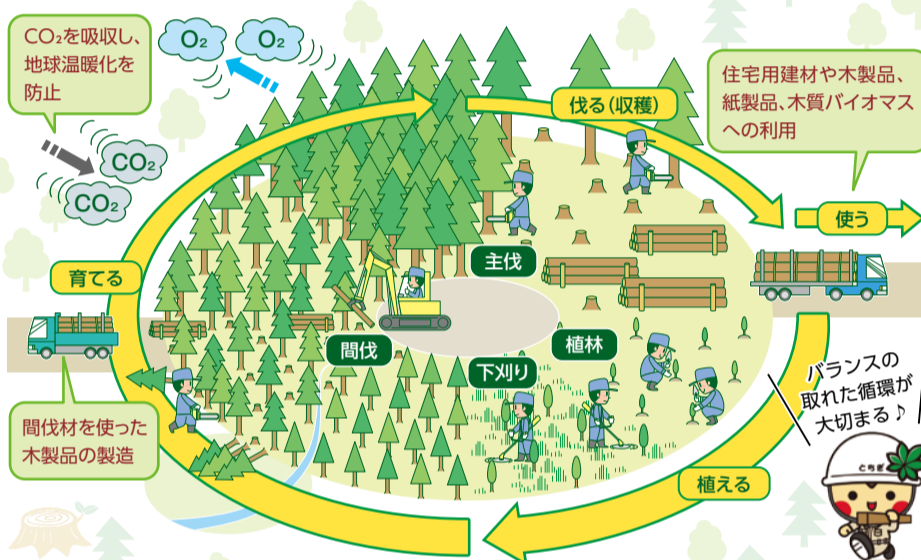 CO₂を吸収し、
地球温暖化を
防止
O₂
O₂
CO₂
CO₂
伐る（収穫）
住宅用建材や木製品、
紙製品、木質バイオマス
への利用
使う
育てる
主伐
間伐
植林
下刈り
間伐材を使った
木製品の製造
植える
バランスの
取れた循環が
大切まる♪
とちぎ